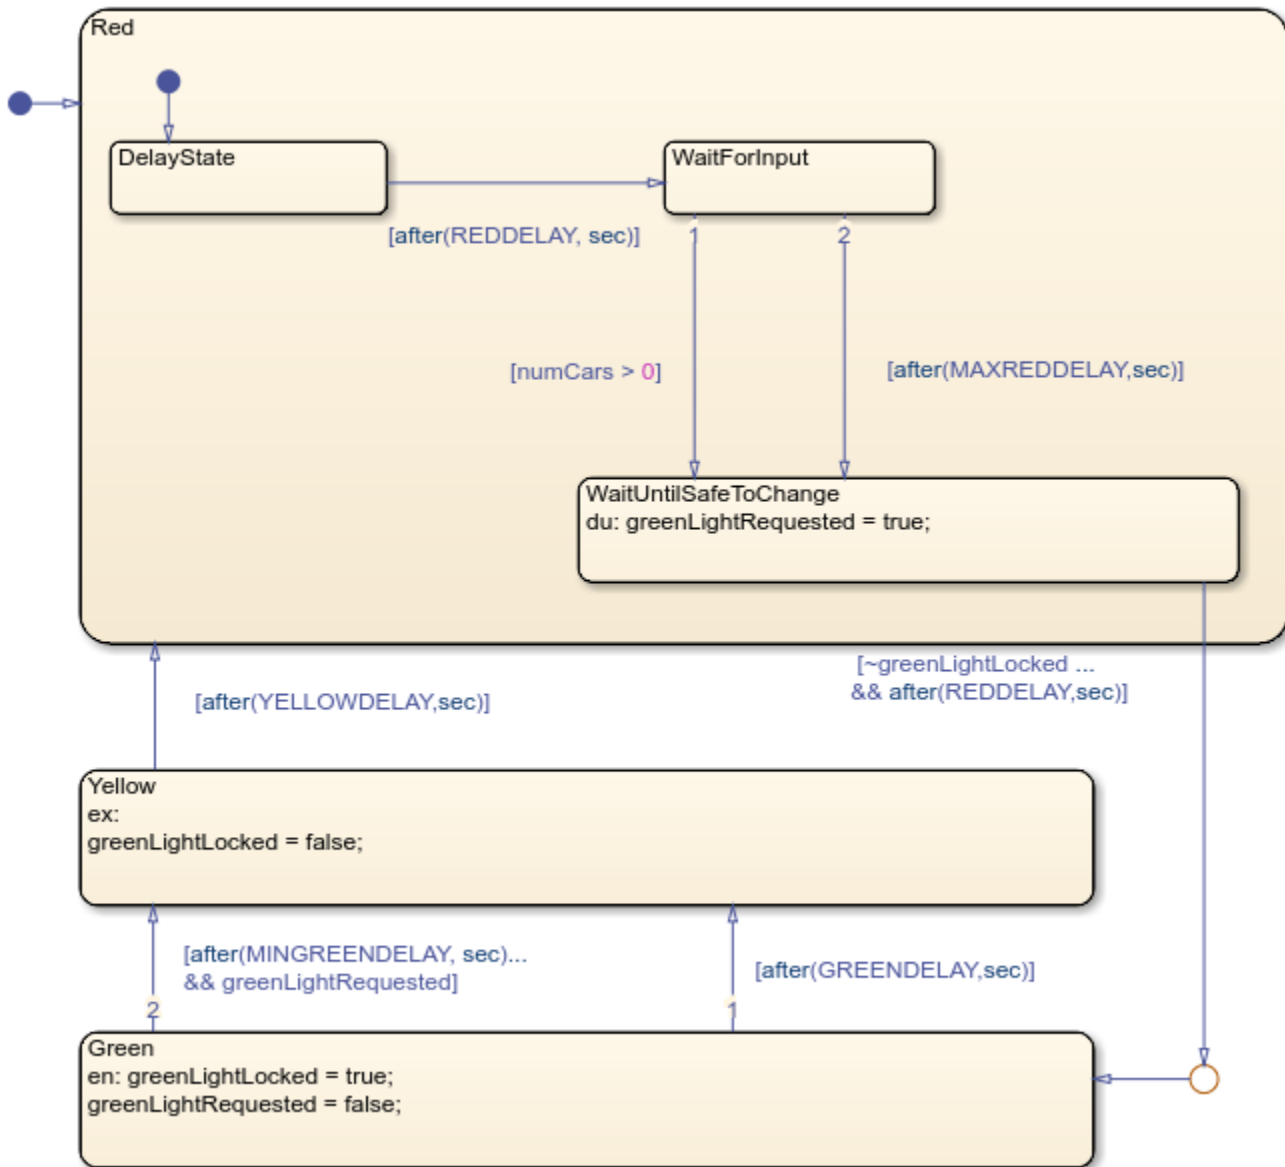 Red
DelayState
WaitForInput
[after(REDDELAY, sec)]
1
2
[numCars > 0]
[after(MAXREDDELAY,sec)]
WaitUntilSafeToChange
du: greenLightRequested = true;
[~greenLightLocked ...
&& after(REDDELAY,sec)]
[after(YELLOWDELAY,sec)]
Yellow
ex:
greenLightLocked = false;
[after(MINGREENDELAY, sec)...
&& greenLightRequested]
[after(GREENDELAY,sec)]
2
1
Green
en: greenLightLocked = true;
greenLightRequested = false;